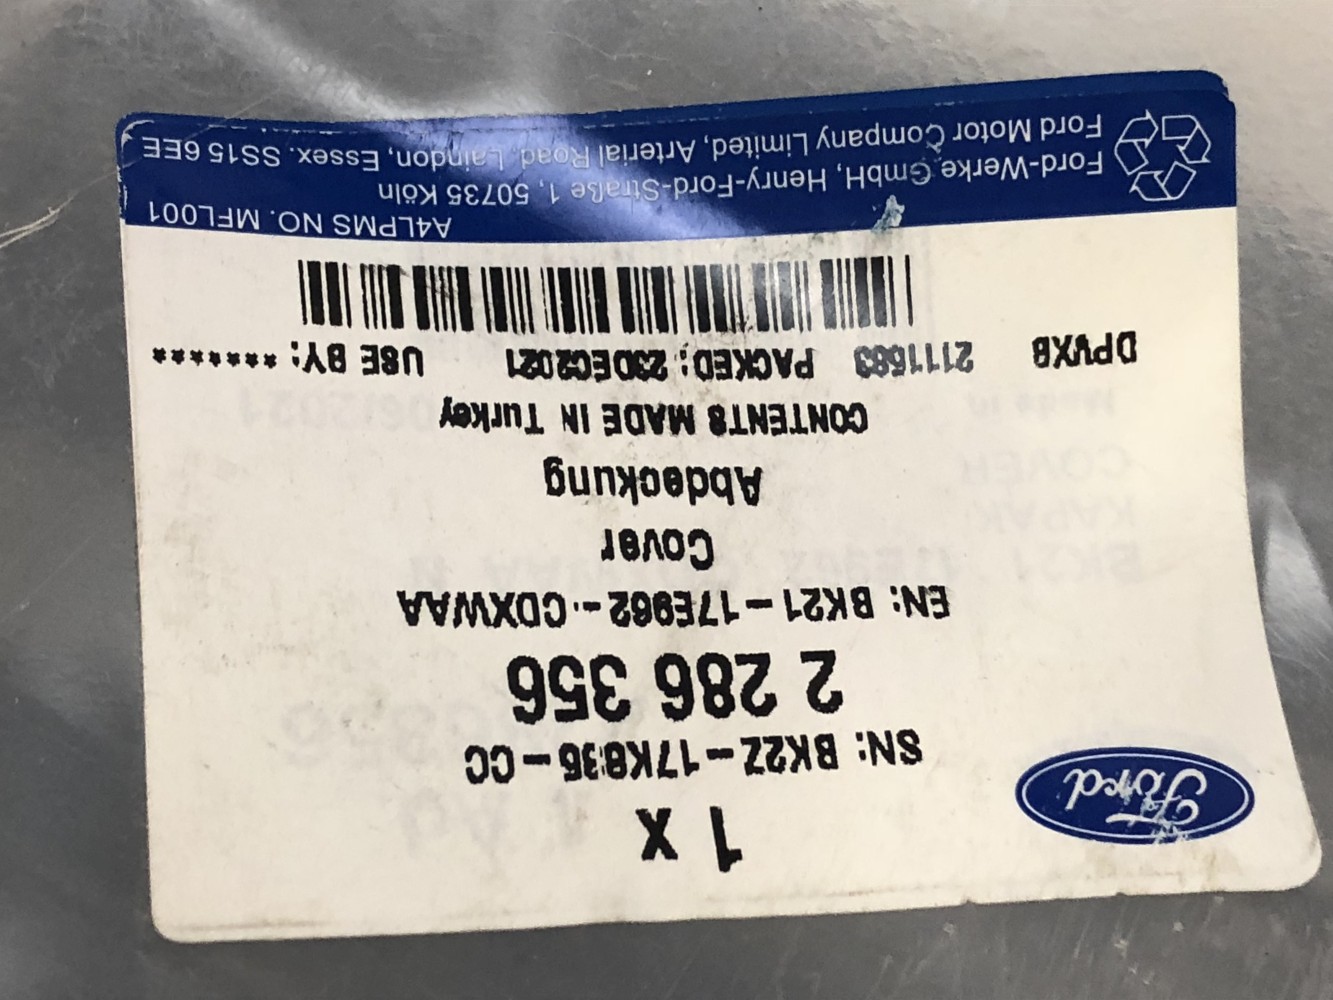 1 x
Ford
SN: BK2Z-17K836-CC
2 286 356
EN: BK21-17E962-CDXWAA
Cover
Abdeckung
CONTENTS MADE IN Turkey
DPVXB 2111583 PACKED: 23DEC2021 USE BY: *******
A4LPMS NO. MFL001
Ford-Werke GmbH, Henry-Ford-Straße 1, 50735 Köln
Ford Motor Company Limited, Arterial Road, Laindon, Essex. SS15 6EE